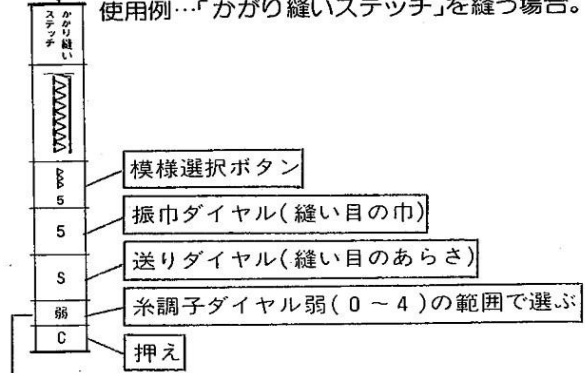 使用例…「かがり縫いステッチ」を縫う場合。
かがり縫い
ステッチ
5
模様選択ボタン
5
振巾ダイヤル(縫い目の巾)
S
送りダイヤル(縫い目のあらさ)
弱
糸調子ダイヤル弱(0~4)の範囲で選ぶ
C
押え